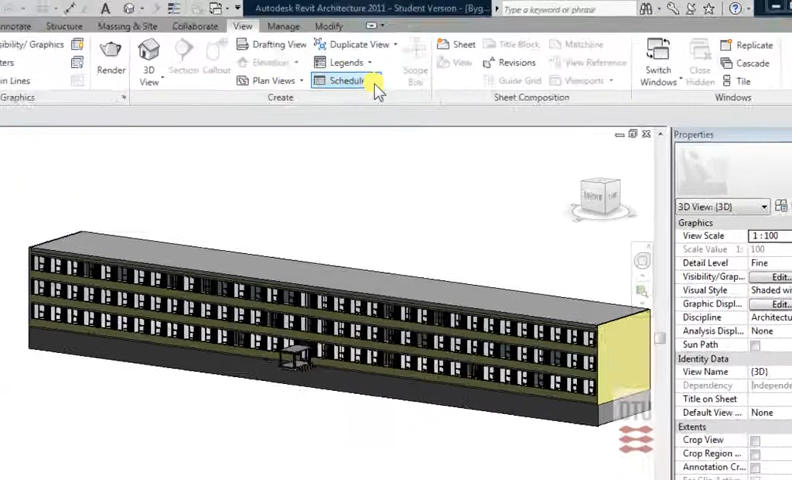 Autodesk Revit Architecture 2011 - Student Version - [Byg...
Type a keyword or phrase
Structure Massing & Site Collaborate View Manage Modify
Visibility/ Graphics
Render
3D View
Section
Callout
Drafting View
Elevation
Plan Views
Duplicate View
Legends
Schedule
Scope Box
Sheet
View
Title Block
Revisions
Guide Grid
Matchline
View Reference
Viewports
Switch Windows
Close Hidden
Replicate
Cascade
Tile
Graphics Create Sheet Composition Windows
Properties
3D View: {3D}
Graphics
View Scale 1 : 100
Scale Value 1: 100
Detail Level Fine
Visibility/Grap... Edit...
Visual Style Shaded wi
Graphic Displ... Edit...
Discipline Architectu
Analysis Displ... None
Sun Path
Identity Data
View Name {3D}
Dependency Independen
Title on Sheet
Default View ... None
Extents
Crop View
Crop Region ...
Annotation Cr...
DTU